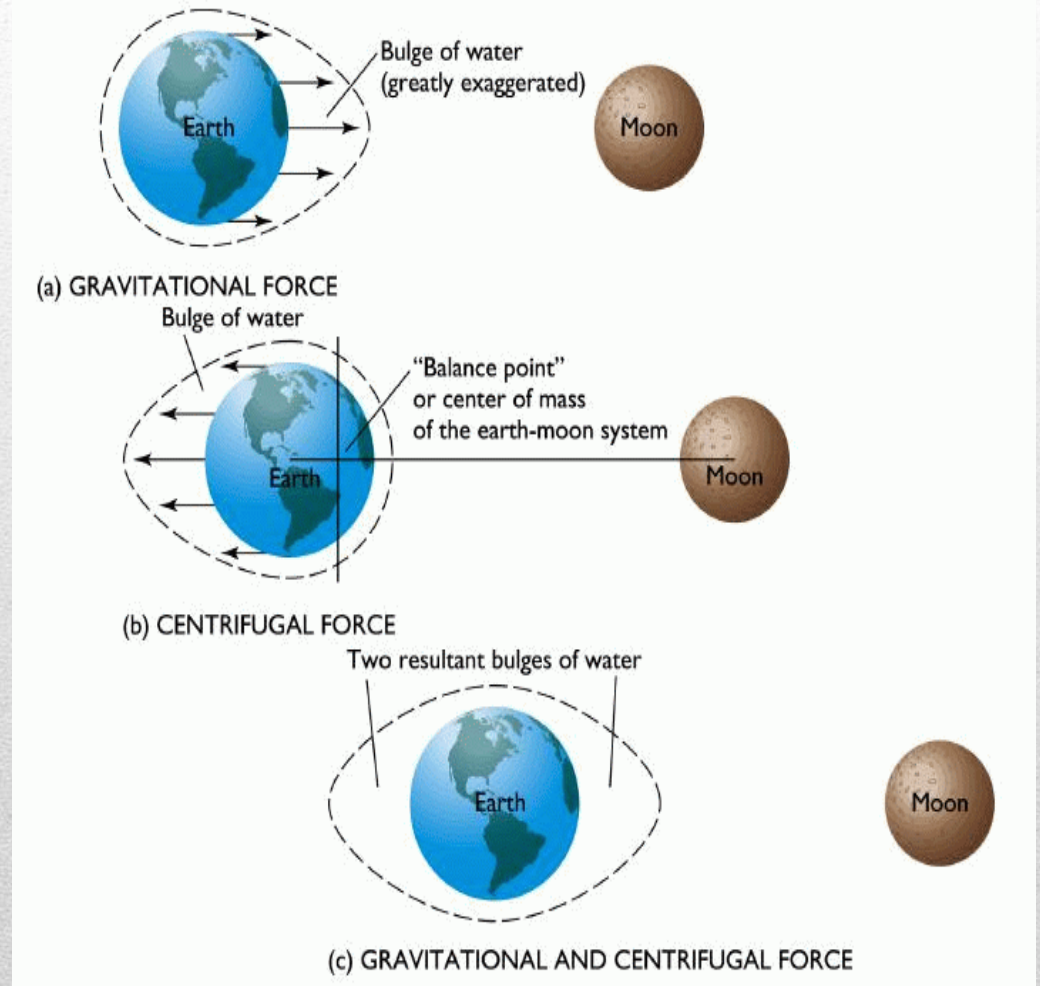 Bulge of water
(greatly exaggerated)
Earth
Moon
(a) GRAVITATIONAL FORCE
Bulge of water
“Balance point”
or center of mass
of the earth-moon system
Earth
Moon
(b) CENTRIFUGAL FORCE
Two resultant bulges of water
Earth
Moon
(c) GRAVITATIONAL AND CENTRIFUGAL FORCE